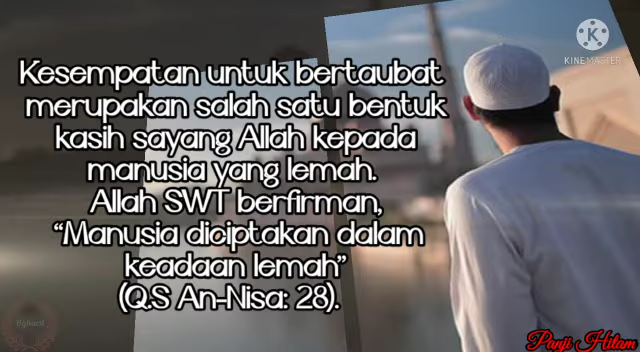 Kesempatan untuk bertaubat
merupakan salah satu bentuk
kasih sayang Allah kepada
manusia yang lemah.
Allah SWT berfirman,
“Manusia diciptakan dalam
keadaan lemah”
(Q.S An-Nisa: 28).
KINEMASTER
Panji Hitam